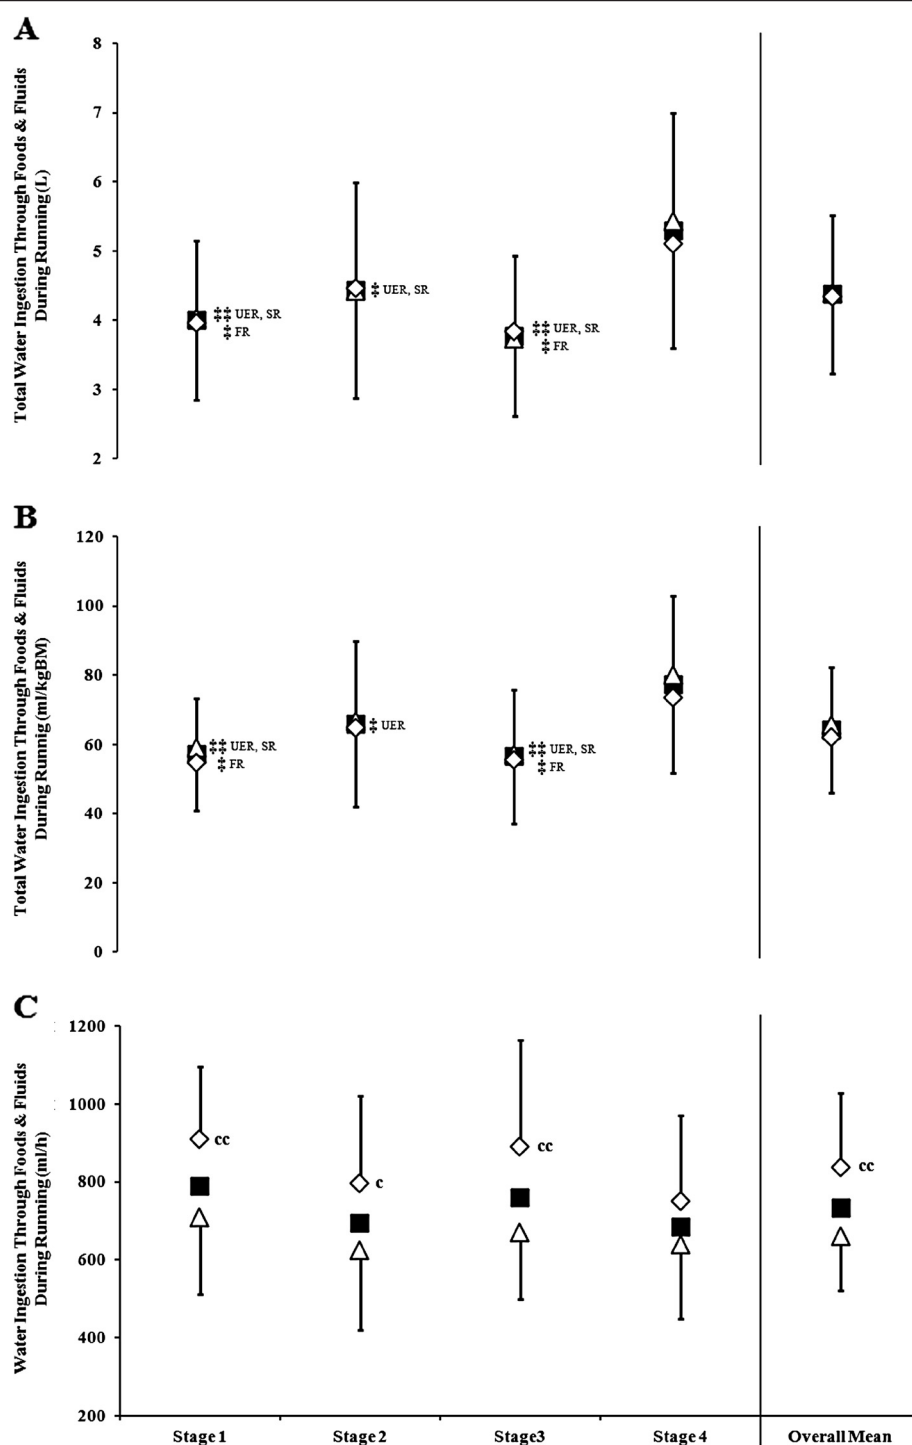 A
Total Water Ingestion Through Foods & Fluids
During Running (L)
8
7
6
5
4
3
2
‡‡ UER, SR
‡ FR
‡ UER, SR
‡‡ UER, SR
‡ FR
B
Total Water Ingestion Through Foods & Fluids
During Runnig (ml/kgBM)
120
100
80
60
40
20
0
‡‡ UER, SR
‡ FR
‡ UER
‡‡ UER, SR
‡ FR
C
Water Ingestion Through Foods & Fluids
During Running (ml/h)
1200
1000
800
600
400
200
cc
c
cc
cc
Stage 1 Stage 2 Stage3 Stage 4 Overall Mean